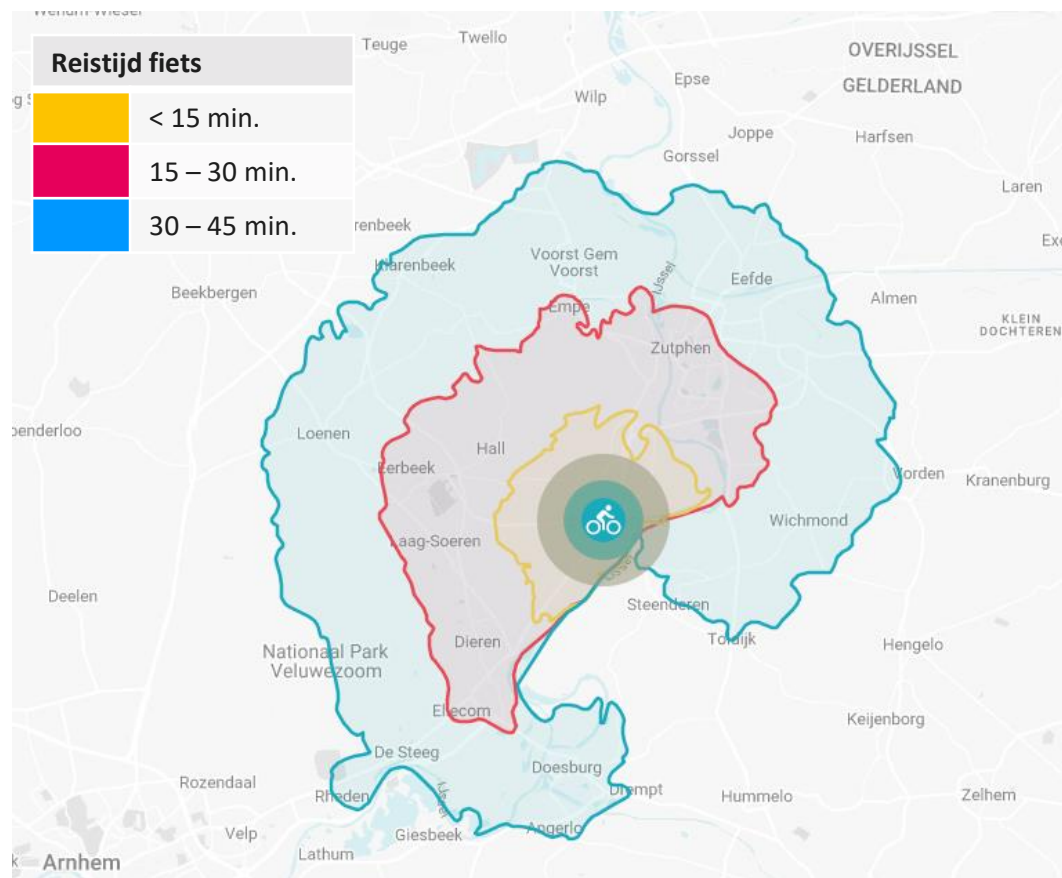 Teuge
Twello
OVERIJSSEL
GELDERLAND
Reistijd fiets
< 15 min.
15 – 30 min.
30 – 45 min.
Epse
Wilp
Joppe
Harfsen
Gorssel
Laren
Klarenbeek
Voorst Gem
Voorst
IJssel
Eefde
Beekbergen
Almen
Empe
KLEIN
DOCHTEREN
Zutphen
Loenen
Hall
Eerbeek
Vorden
Kranenburg
Laag-Soeren
Wichmond
IJssel
Deelen
Steenderen
Toldijk
Dieren
Hengelo
Nationaal Park
Veluwezoom
Ellecom
Keijenborg
De Steeg
Doesburg
Rozendaal
Rheden
IJssel
Drempt
Hummelo
Zelhem
Velp
Giesbeek
Angerlo
Lathum
Arnhem